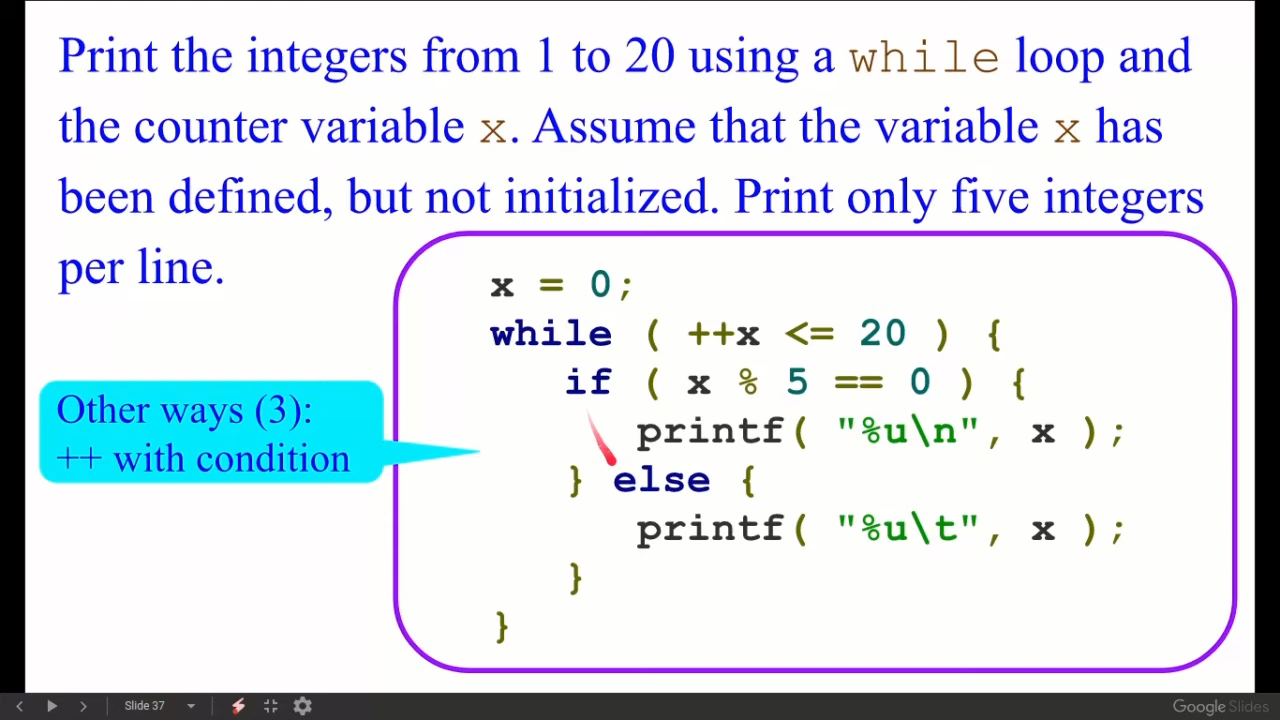 Print the integers from 1 to 20 using a while loop and
the counter variable x. Assume that the variable x has
been defined, but not initialized. Print only five integers
per line.
x = 0;
while ( ++x <= 20 ) {
if ( x % 5 == 0 ) {
printf( "%u\n", x );
} else {
printf( "%u\t", x );
}
}
Other ways (3):
++ with condition
Slide 37
Google Slides